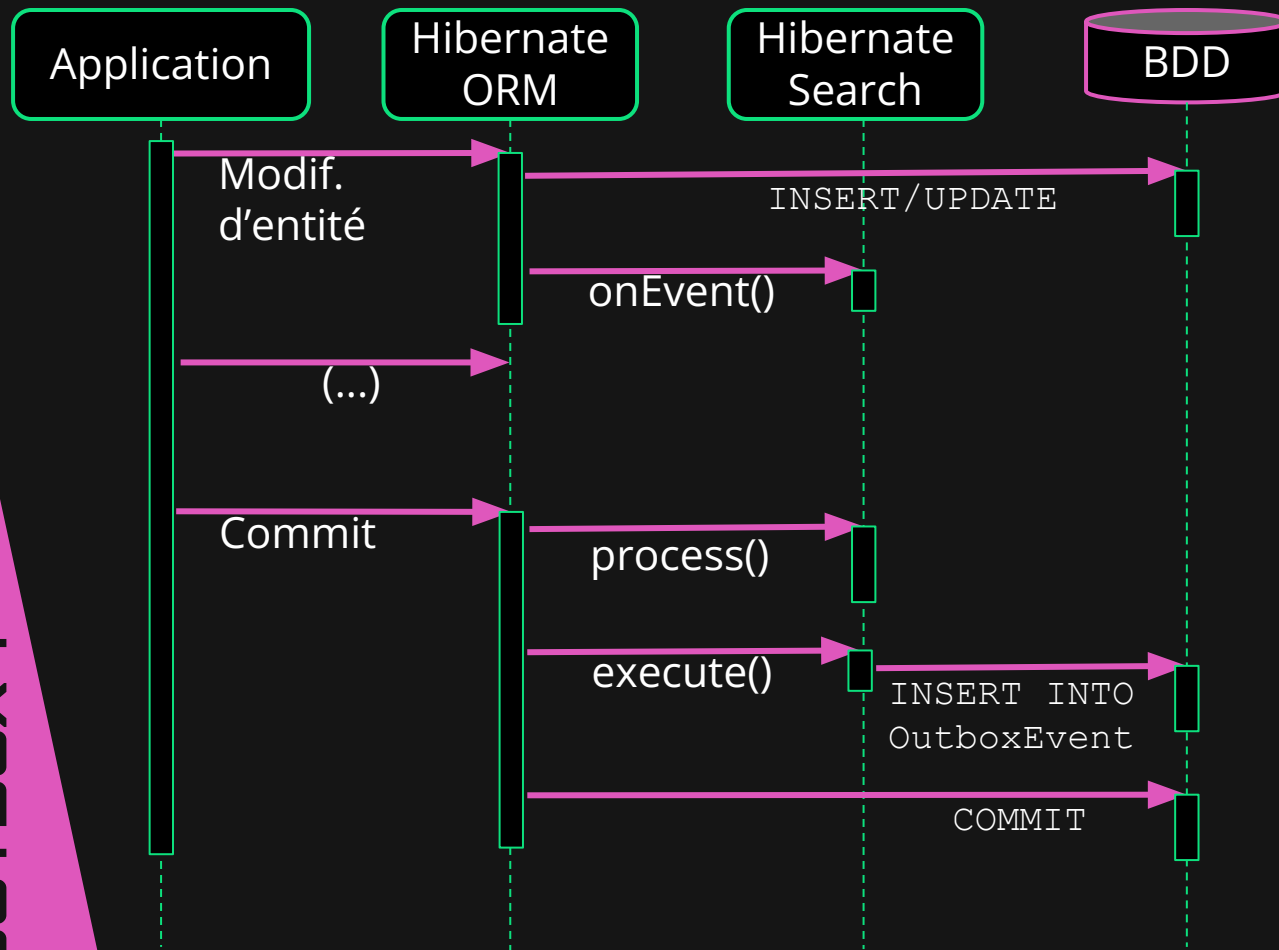 Application
Hibernate
ORM
Hibernate
Search
BDD
Modif.
d’entité
INSERT/UPDATE
onEvent()
(...)
Commit
process()
execute()
INSERT INTO
OutboxEvent
COMMIT